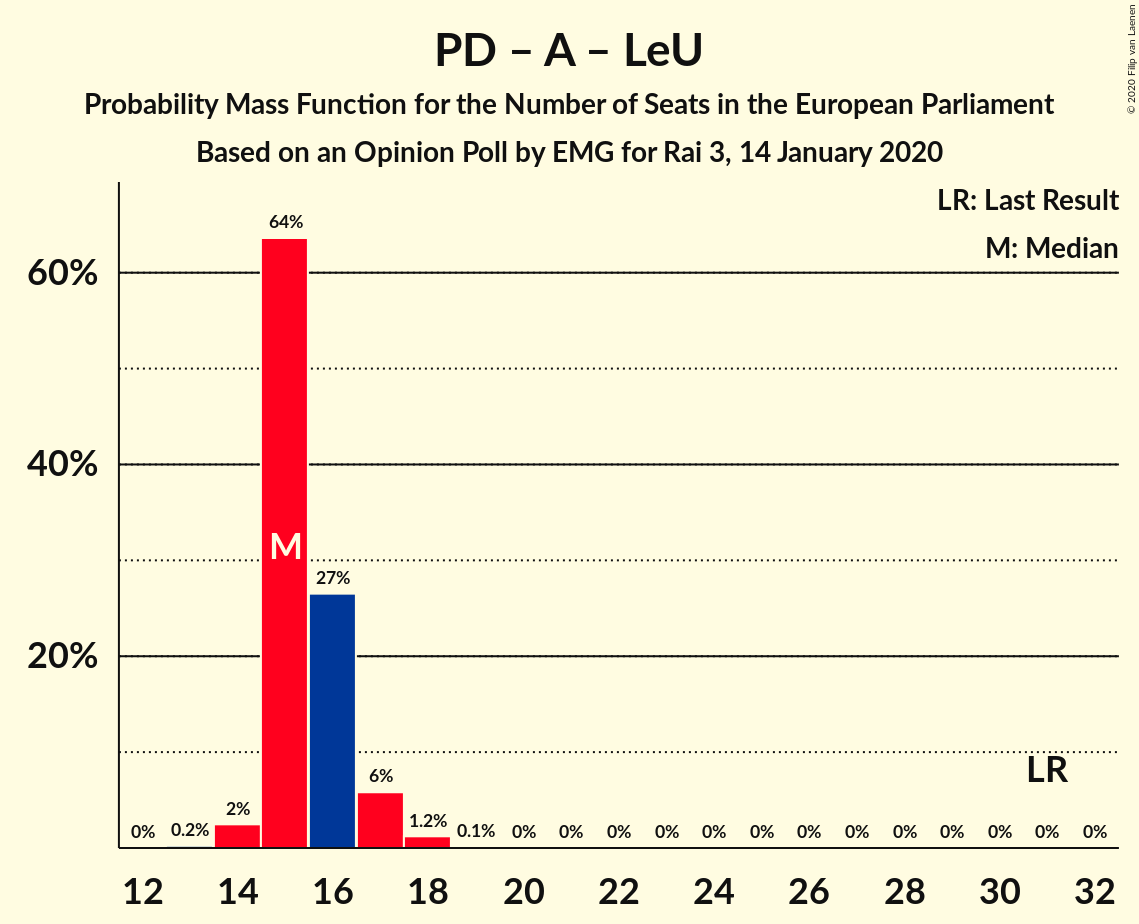 PD – A – LeU
Probability Mass Function for the Number of Seats in the European Parliament
Based on an Opinion Poll by EMG for Rai 3, 14 January 2020
© 2020 Filip van Laenen
LR: Last Result
M: Median
60%
40%
20%
0%
0.2%
2%
64%
M
27%
6%
1.2%
0.1%
0%
0%
0%
0%
0%
0%
0%
0%
0%
0%
0%
0%
0%
LR
12 14 16 18 20 22 24 26 28 30 32